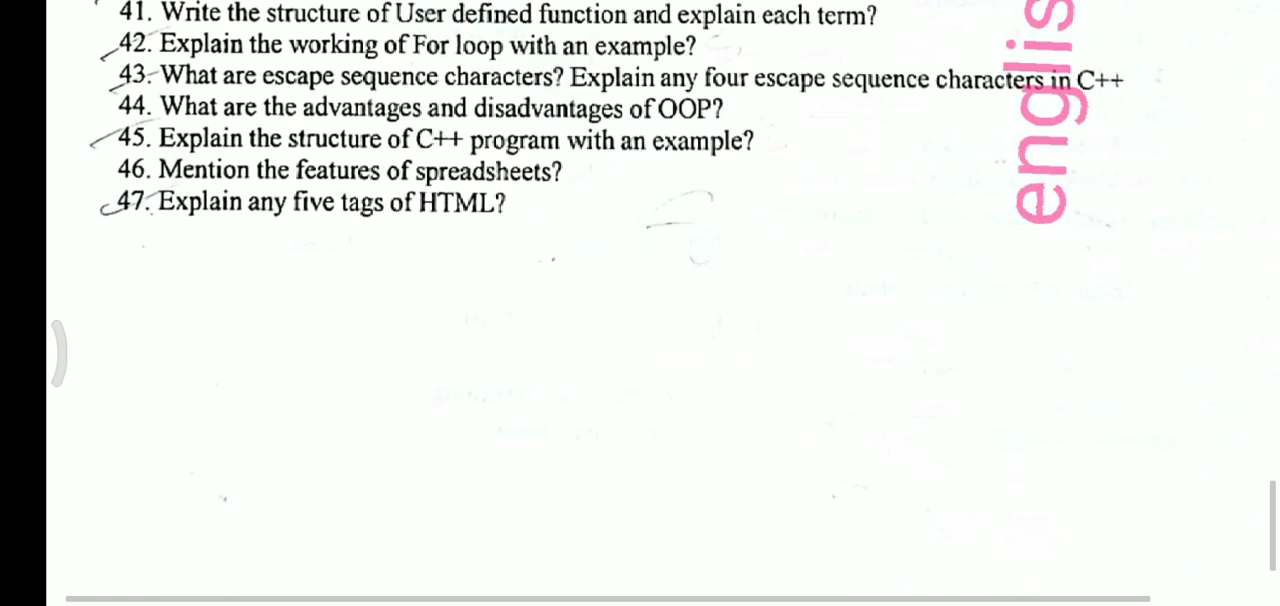 41. Write the structure of User defined function and explain each term?
42. Explain the working of For loop with an example?
43. What are escape sequence characters? Explain any four escape sequence characters in C++
44. What are the advantages and disadvantages of OOP?
45. Explain the structure of C++ program with an example?
46. Mention the features of spreadsheets?
47. Explain any five tags of HTML?
englis